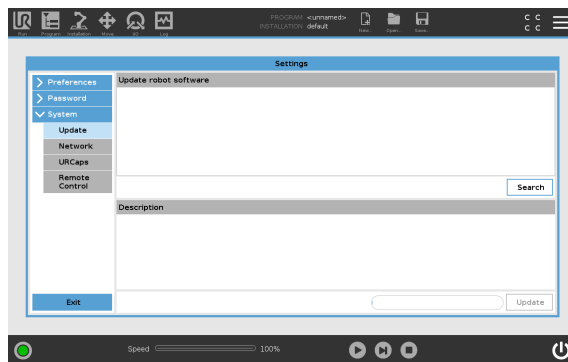 PROGRAM <unnamed>
INSTALLATION default
Run Program Installation Move I/O Log New... Open... Save...
C C
C C
Settings
Preferences
Password
System
Update
Network
URCaps
Remote
Control
Exit
Update robot software
Search
Description
Update
Speed 100%